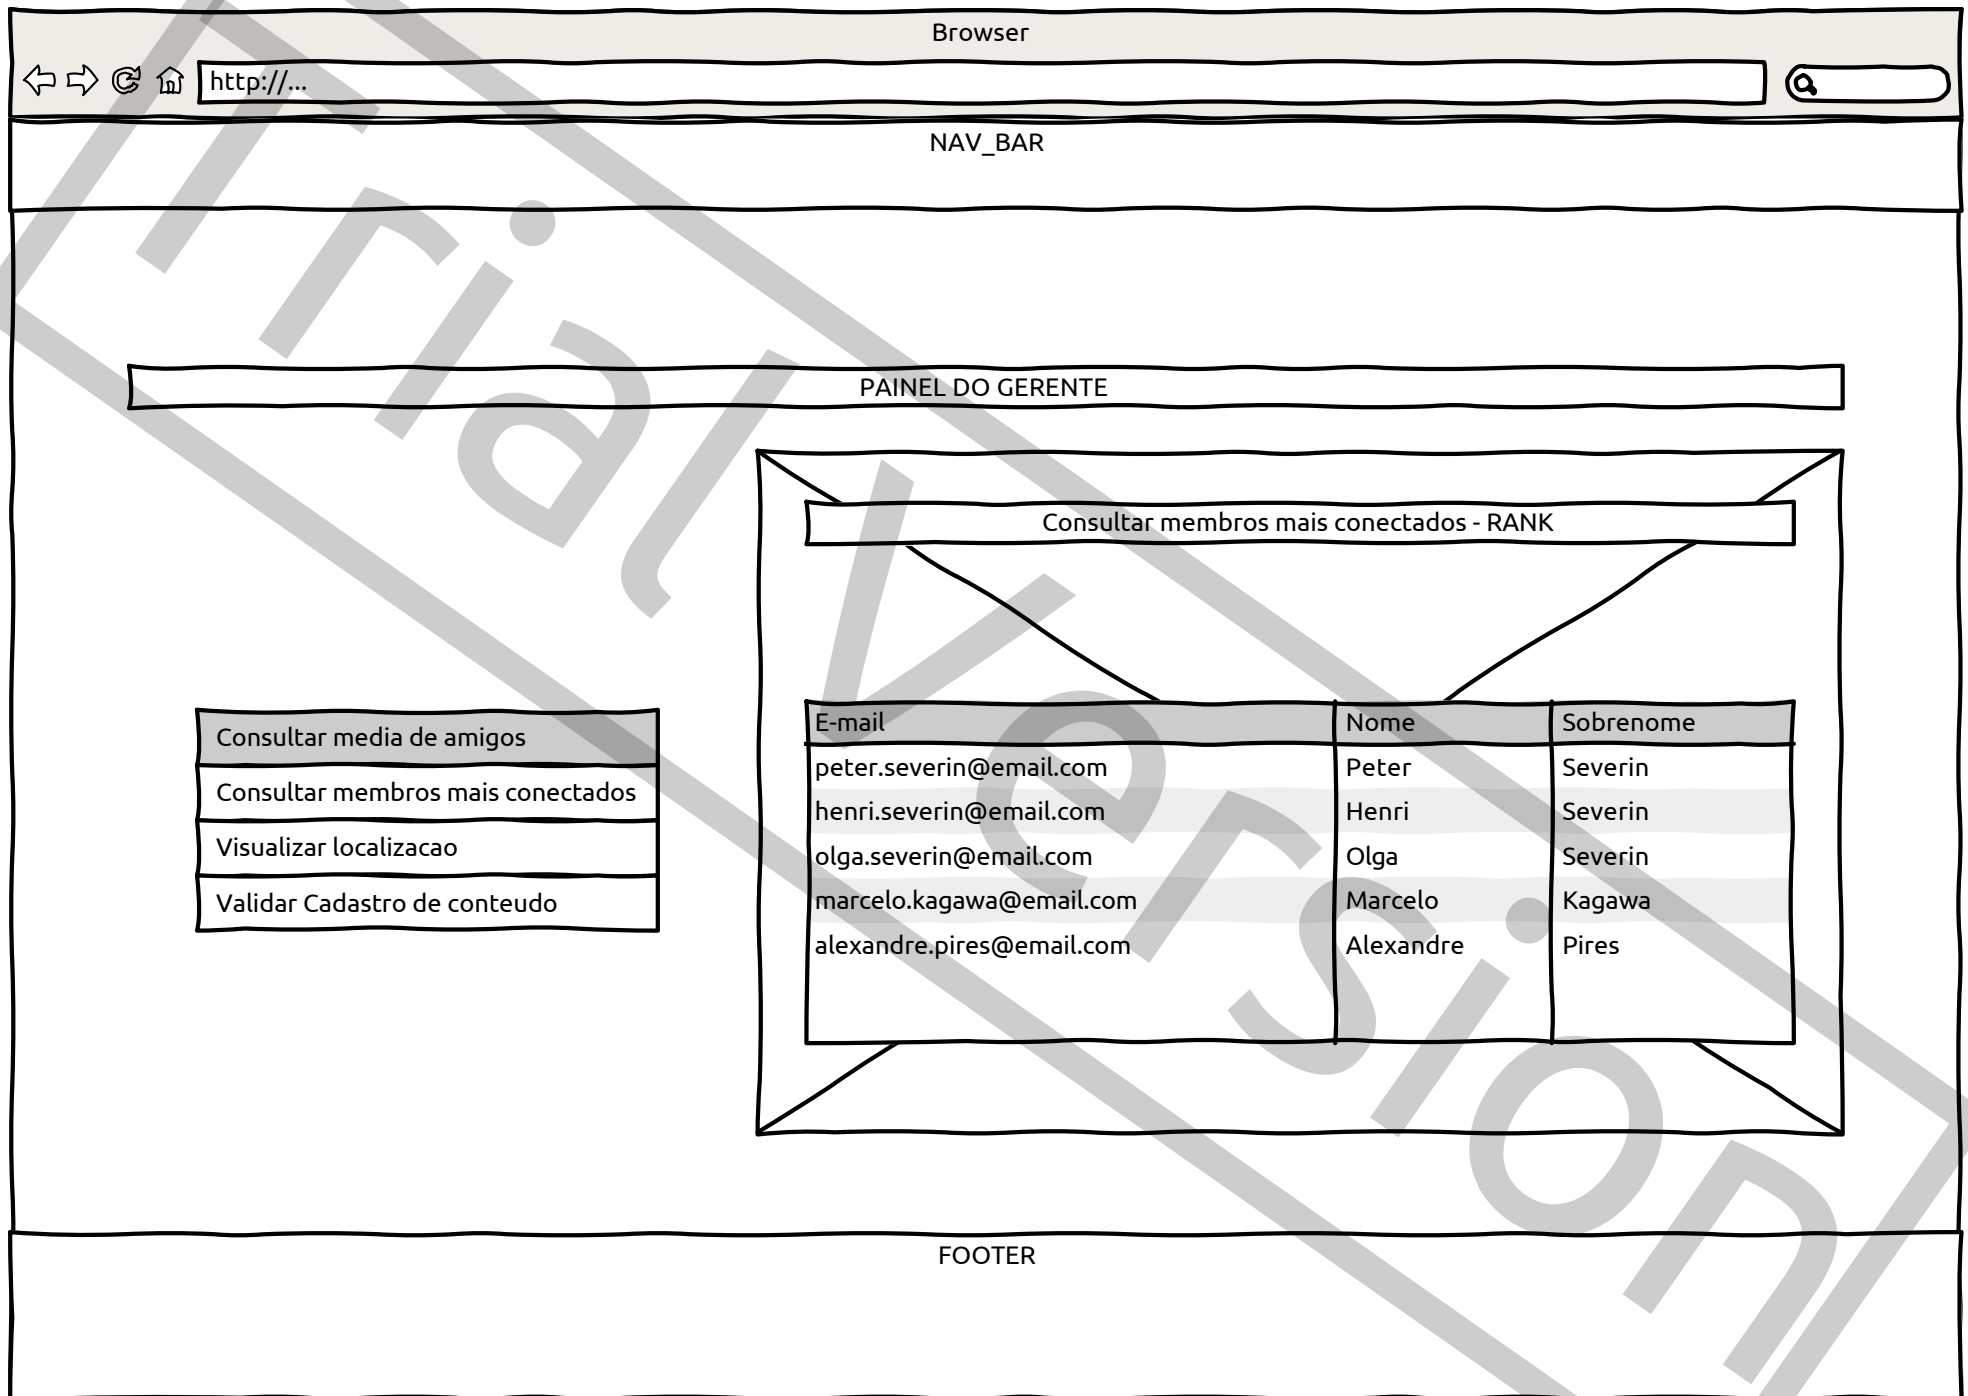 Browser
http://...
NAV_BAR
PAINEL DO GERENTE
Consultar membros mais conectados - RANK
Consultar media de amigos
Consultar membros mais conectados
Visualizar localizacao
Validar Cadastro de conteudo
E-mail Nome Sobrenome
peter.severin@email.com Peter Severin
henri.severin@email.com Henri Severin
olga.severin@email.com Olga Severin
marcelo.kagawa@email.com Marcelo Kagawa
alexandre.pires@email.com Alexandre Pires
FOOTER
Trial Version